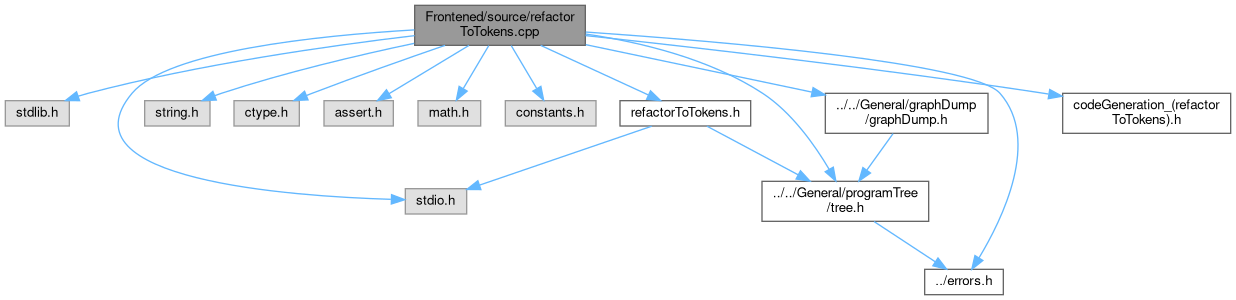 Frontened/source/refactor
ToTokens.cpp
stdlib.h
string.h
ctype.h
assert.h
math.h
constants.h
refactorToTokens.h
../../General/graphDump
/graphDump.h
codeGeneration_(refactor
ToTokens).h
stdio.h
../../General/programTree
/tree.h
../errors.h